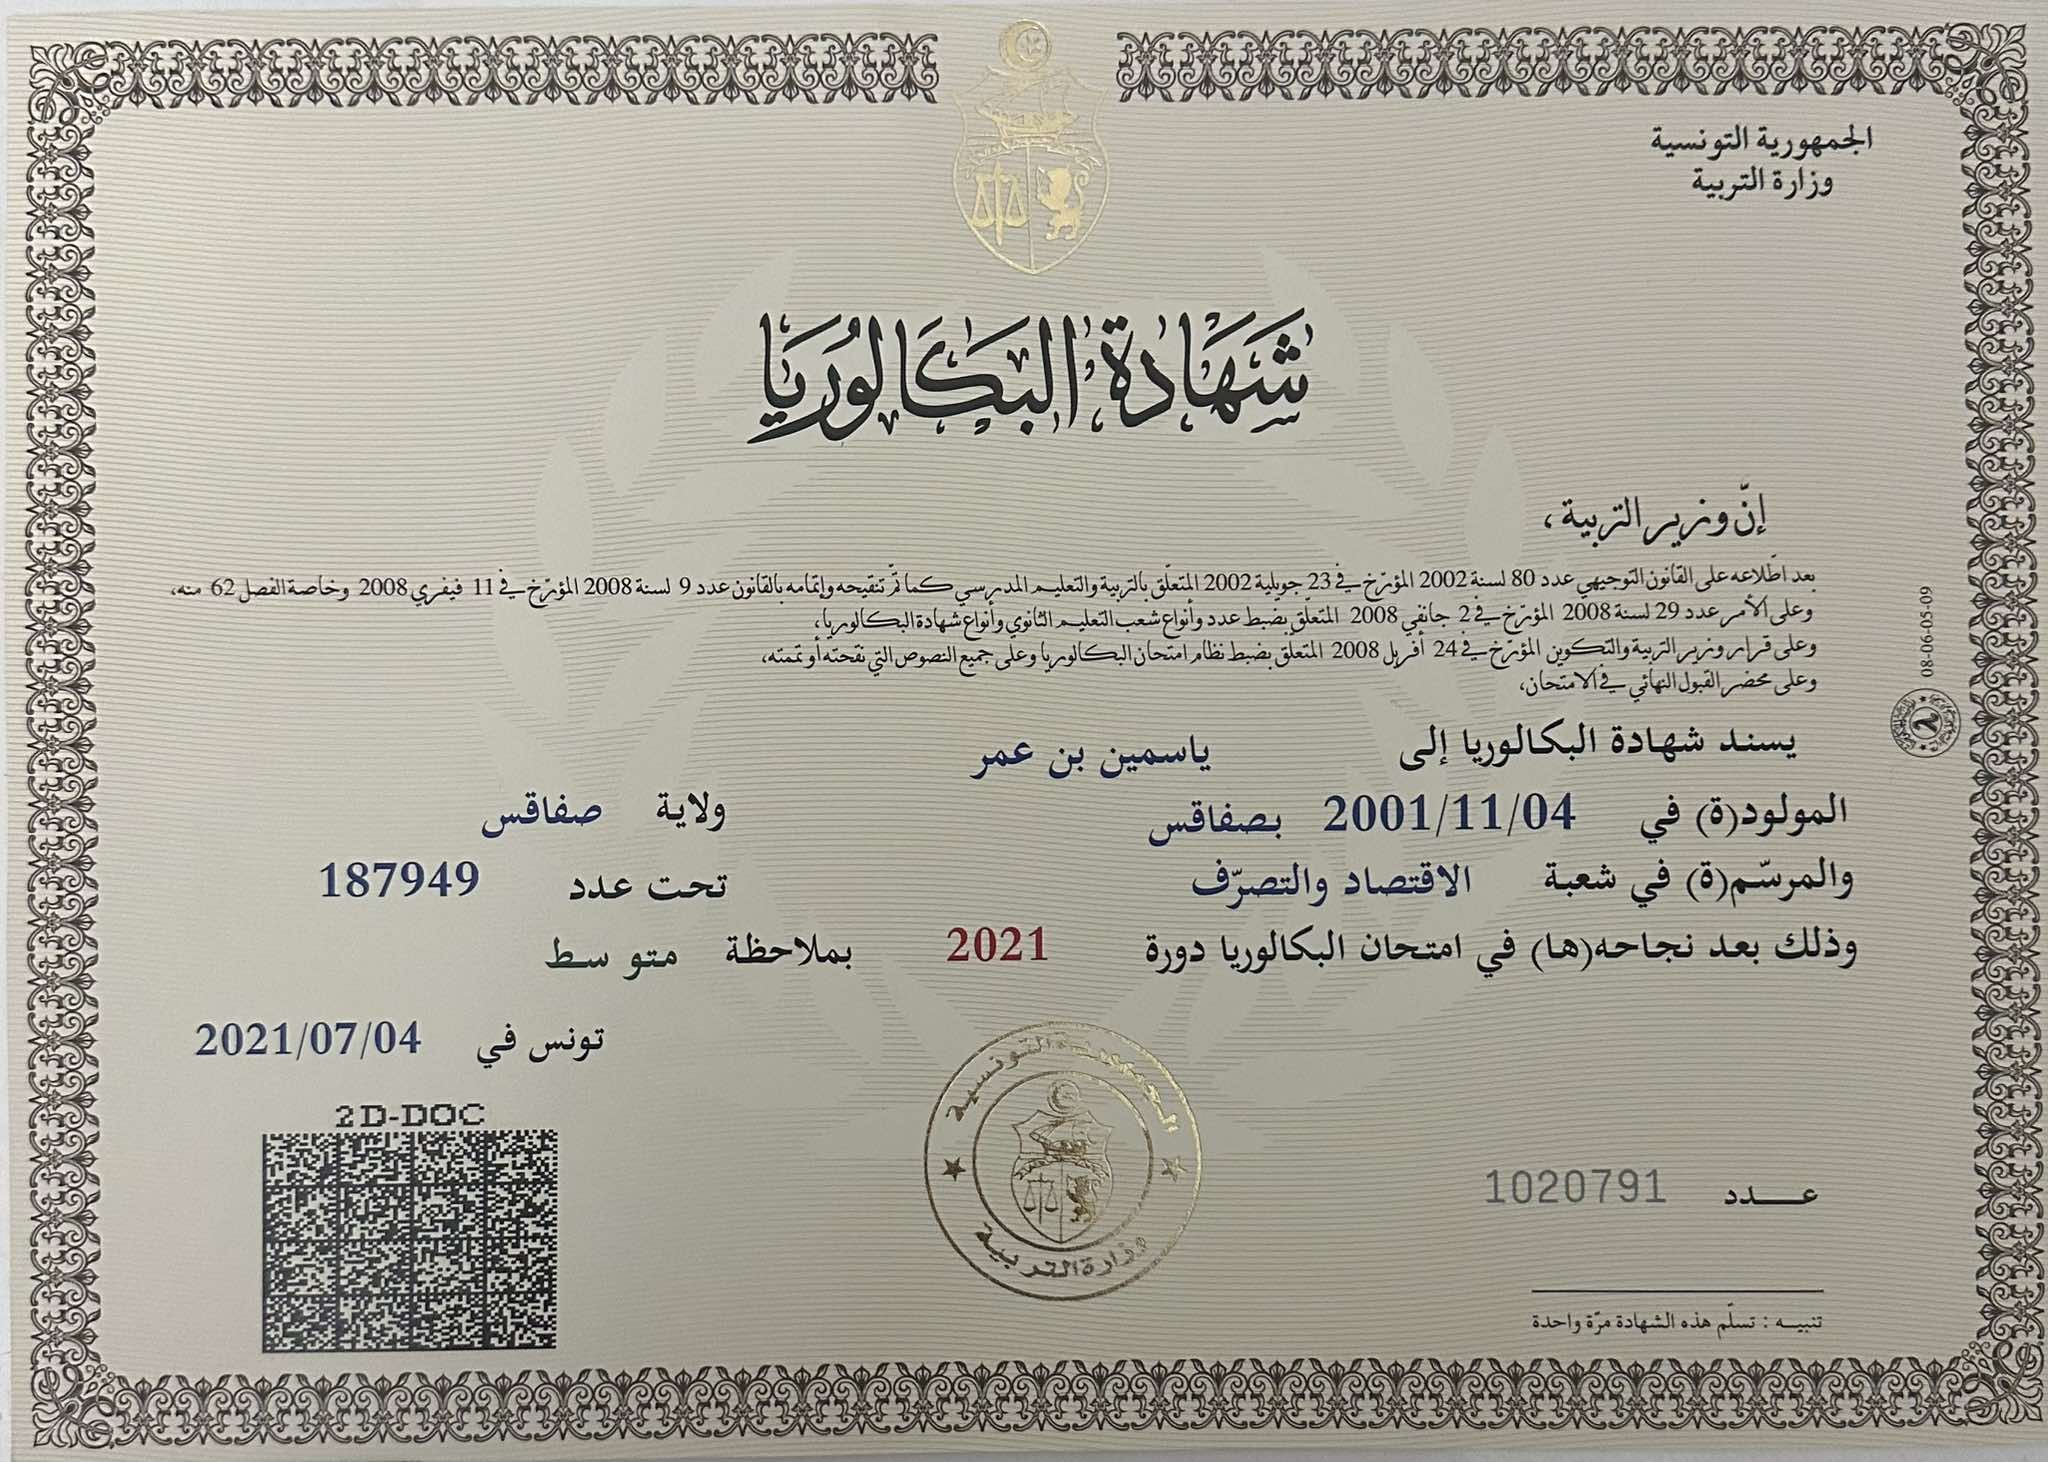 الجمهورية التونسية
وزارة التربية
شهادة البكالوريا
إنّ وزير التربية،
بعد اطّلاعه على القانون التوجيهي عدد 80 لسنة 2002 المؤرّخ في 23 جويلية 2002 المتعلّق بالتربية والتعليم المدرسي كما تمّ تنقيحه وإتمامه بالقانون عدد 9 لسنة 2008 المؤرّخ في 11 فيفري 2008 وخاصة الفصل 62 منه،
وعلى الأمر عدد 29 لسنة 2008 المؤرّخ في 2 جانفي 2008 المتعلّق بضبط عدد وأنواع شعب التعليم الثانوي وأنواع شهادة البكالوريا،
وعلى قرار وزير التربية والتكوين المؤرّخ في 24 أفريل 2008 المتعلّق بضبط نظام امتحان البكالوريا وعلى جميع النصوص التي نقحته أو تممته،
وعلى محضر القبول النهائي في الامتحان،
08-06-05-09
يسند شهادة البكالوريا إلى ياسمين بن عمر
المولود(ة) في 2001/11/04 بصفاقس ولاية صفاقس
والمرسّم(ة) في شعبة الاقتصاد والتصرّف تحت عدد 187949
وذلك بعد نجاحه(ها) في امتحان البكالوريا دورة 2021 بملاحظة متوسط
تونس في 2021/07/04
2D-DOC
الجمهورية التونسية
وزارة التربية
عدد 1020791
تنبيه : تسلّم هذه الشهادة مرّة واحدة